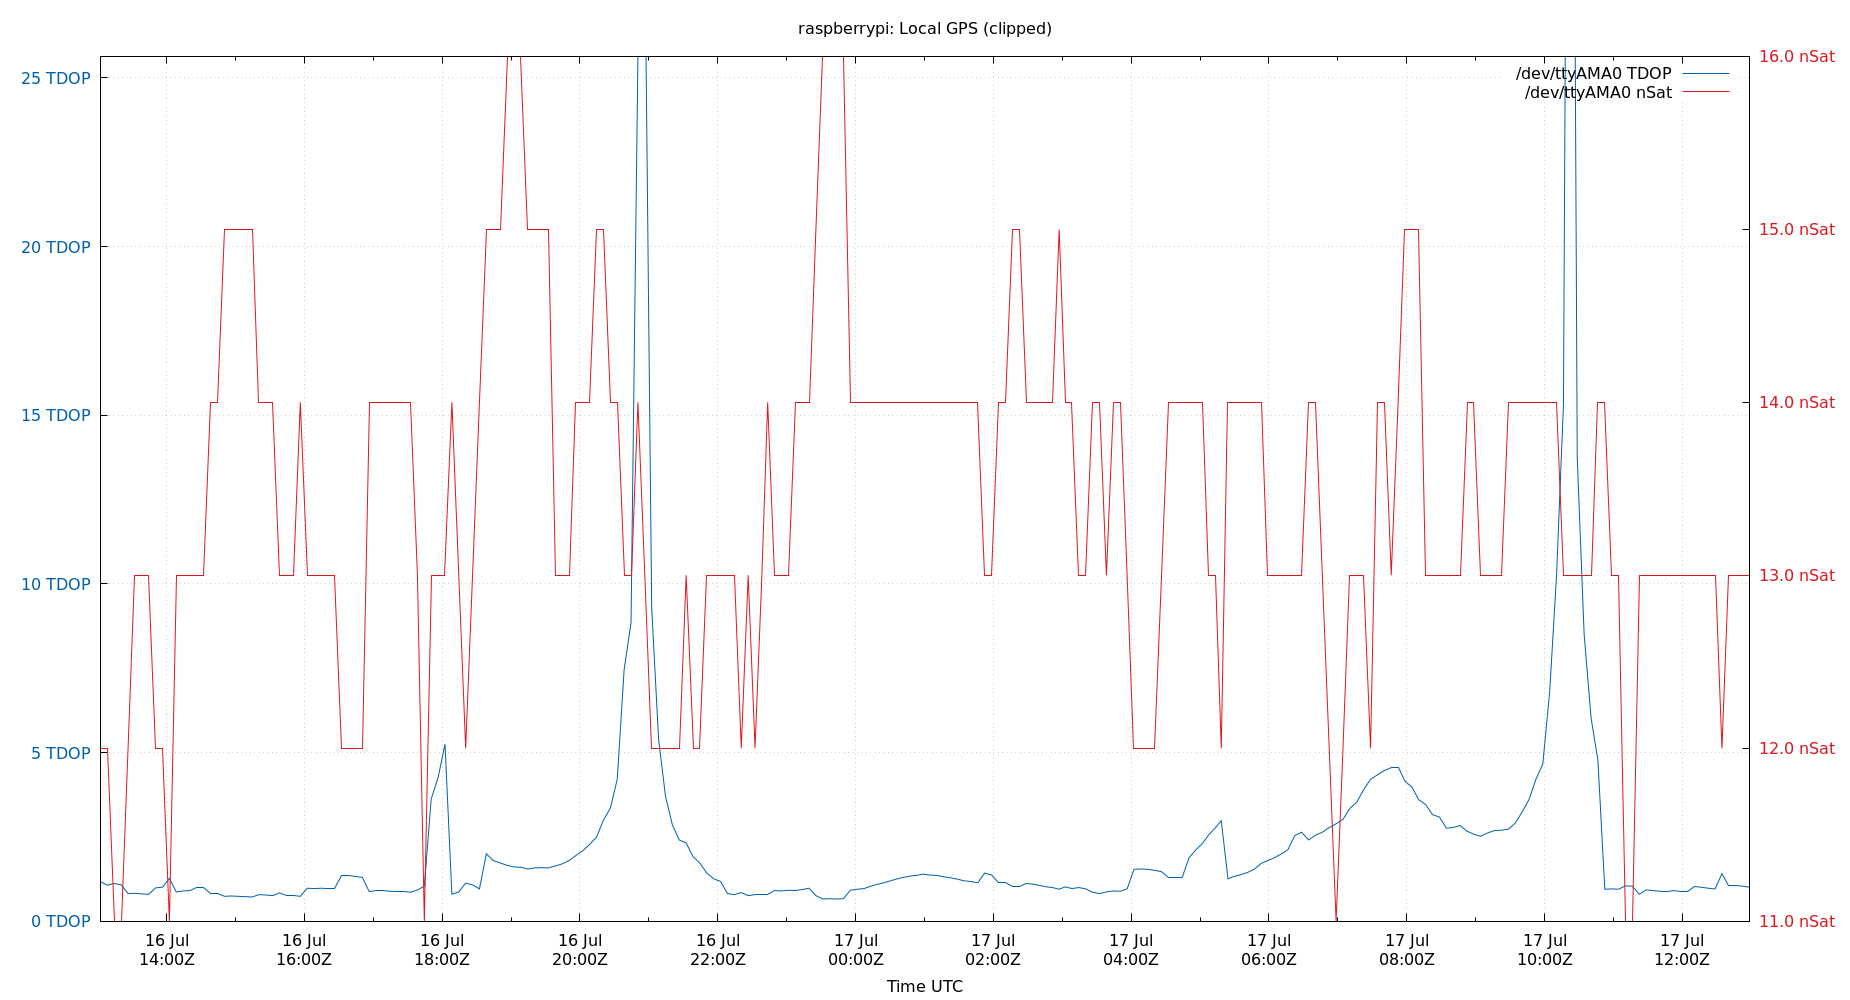 raspberrypi: Local GPS (clipped)
25 TDOP
20 TDOP
15 TDOP
10 TDOP
5 TDOP
0 TDOP
16.0 nSat
15.0 nSat
14.0 nSat
13.0 nSat
12.0 nSat
11.0 nSat
/dev/ttyAMA0 TDOP
/dev/ttyAMA0 nSat
16 Jul 16 Jul 16 Jul 16 Jul 16 Jul 17 Jul 17 Jul 17 Jul 17 Jul 17 Jul 17 Jul 17 Jul
14:00Z 16:00Z 18:00Z 20:00Z 22:00Z 00:00Z 02:00Z 04:00Z 06:00Z 08:00Z 10:00Z 12:00Z
Time UTC